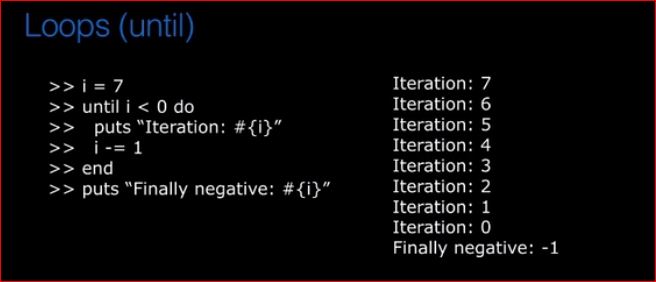 Loops (until)
>> i = 7
>> until i < 0 do
>>  puts “Iteration: #{i}”
>>  i -= 1
>> end
>> puts “Finally negative: #{i}”
Iteration: 7
Iteration: 6
Iteration: 5
Iteration: 4
Iteration: 3
Iteration: 2
Iteration: 1
Iteration: 0
Finally negative: -1